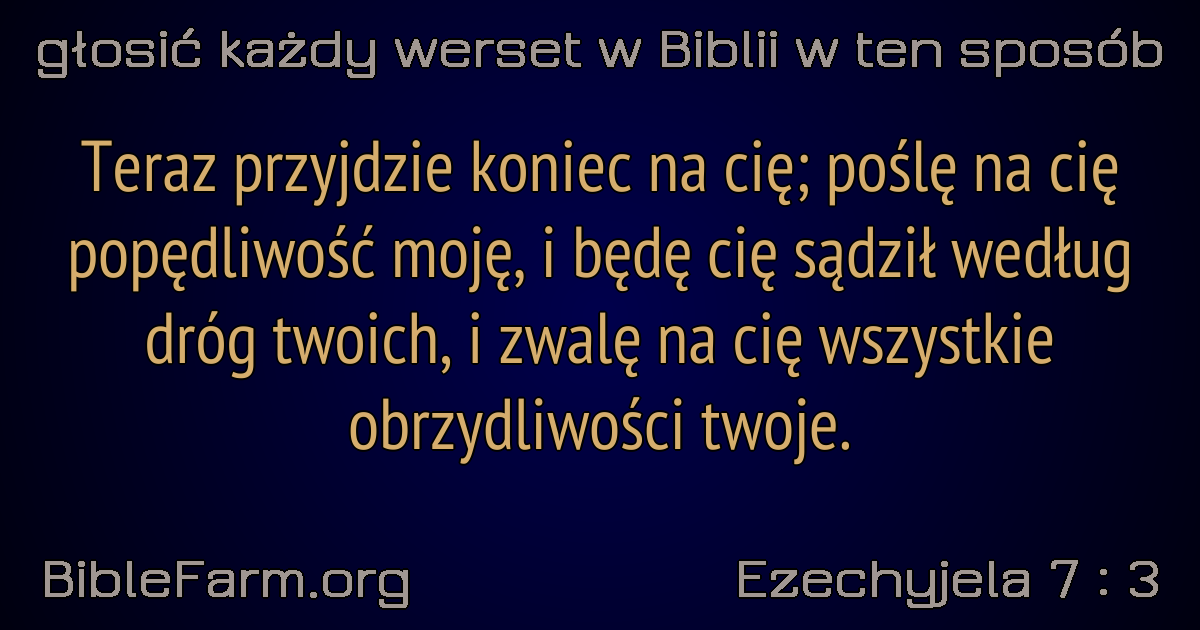 głosić każdy werset w Biblii w ten sposób
Teraz przyjdzie koniec na cię; poślę na cię
popędliwość moję, i będę cię sądził według
dróg twoich, i zwalę na cię wszystkie
obrzydliwości twoje.
BibleFarm.org
Ezechyjela 7 : 3